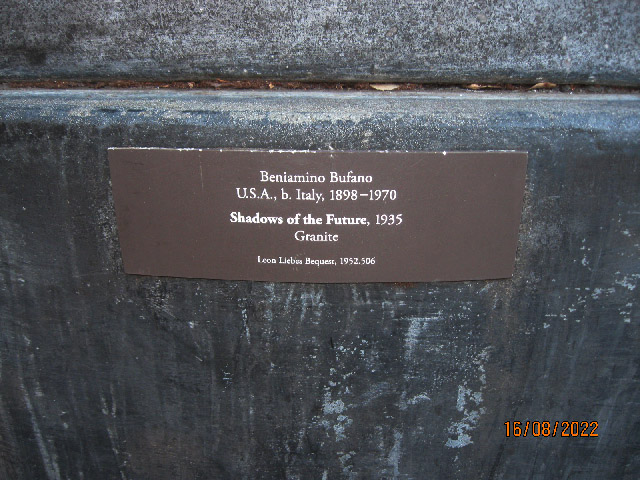 Beniamino Bufano
U.S.A., b. Italy, 1898–1970
Shadows of the Future, 1935
Granite
Leon Liebes Bequest, 1952.506
16/08/2022